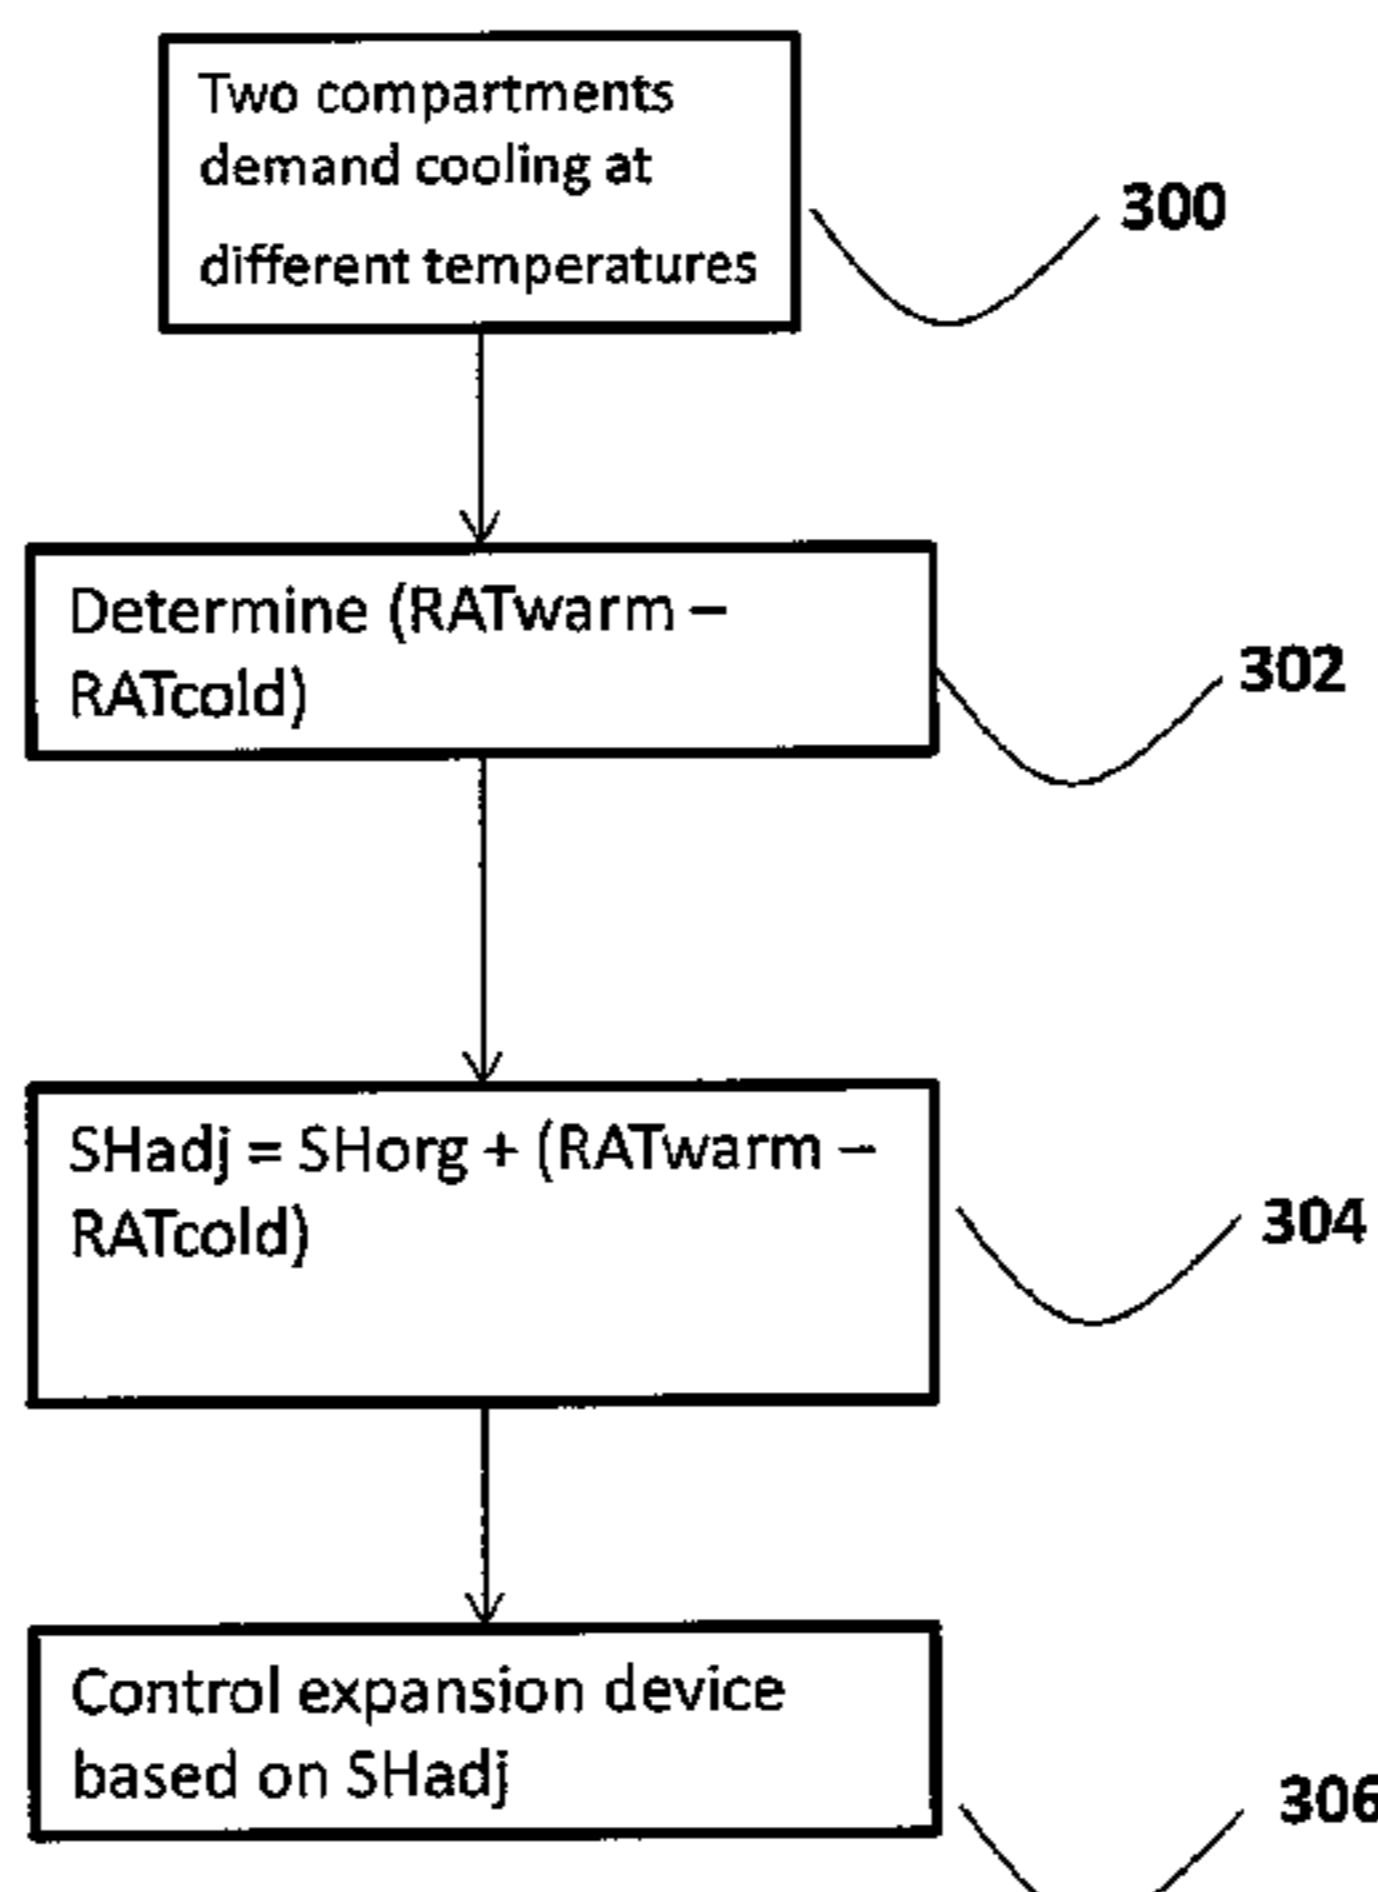 Two compartments
demand cooling at
different temperatures
300
Determine (RATwarm –
RATcold)
302
SHadj = SHorg + (RATwarm –
RATcold)
304
Control expansion device
based on SHadj
306